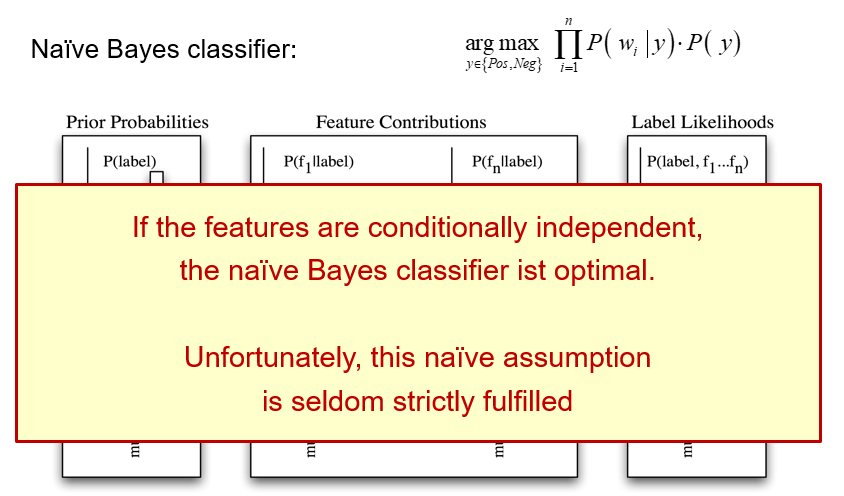 Naïve Bayes classifier:
arg max ∏ P( w_i | y) · P( y)
y∈{Pos,Neg} i=1 n
Prior Probabilities
Feature Contributions
Label Likelihoods
P(label)
P(f1|label)
P(fn|label)
P(label, f1...fn)
If the features are conditionally independent,
the naïve Bayes classifier ist optimal.
Unfortunately, this naïve assumption
is seldom strictly fulfilled